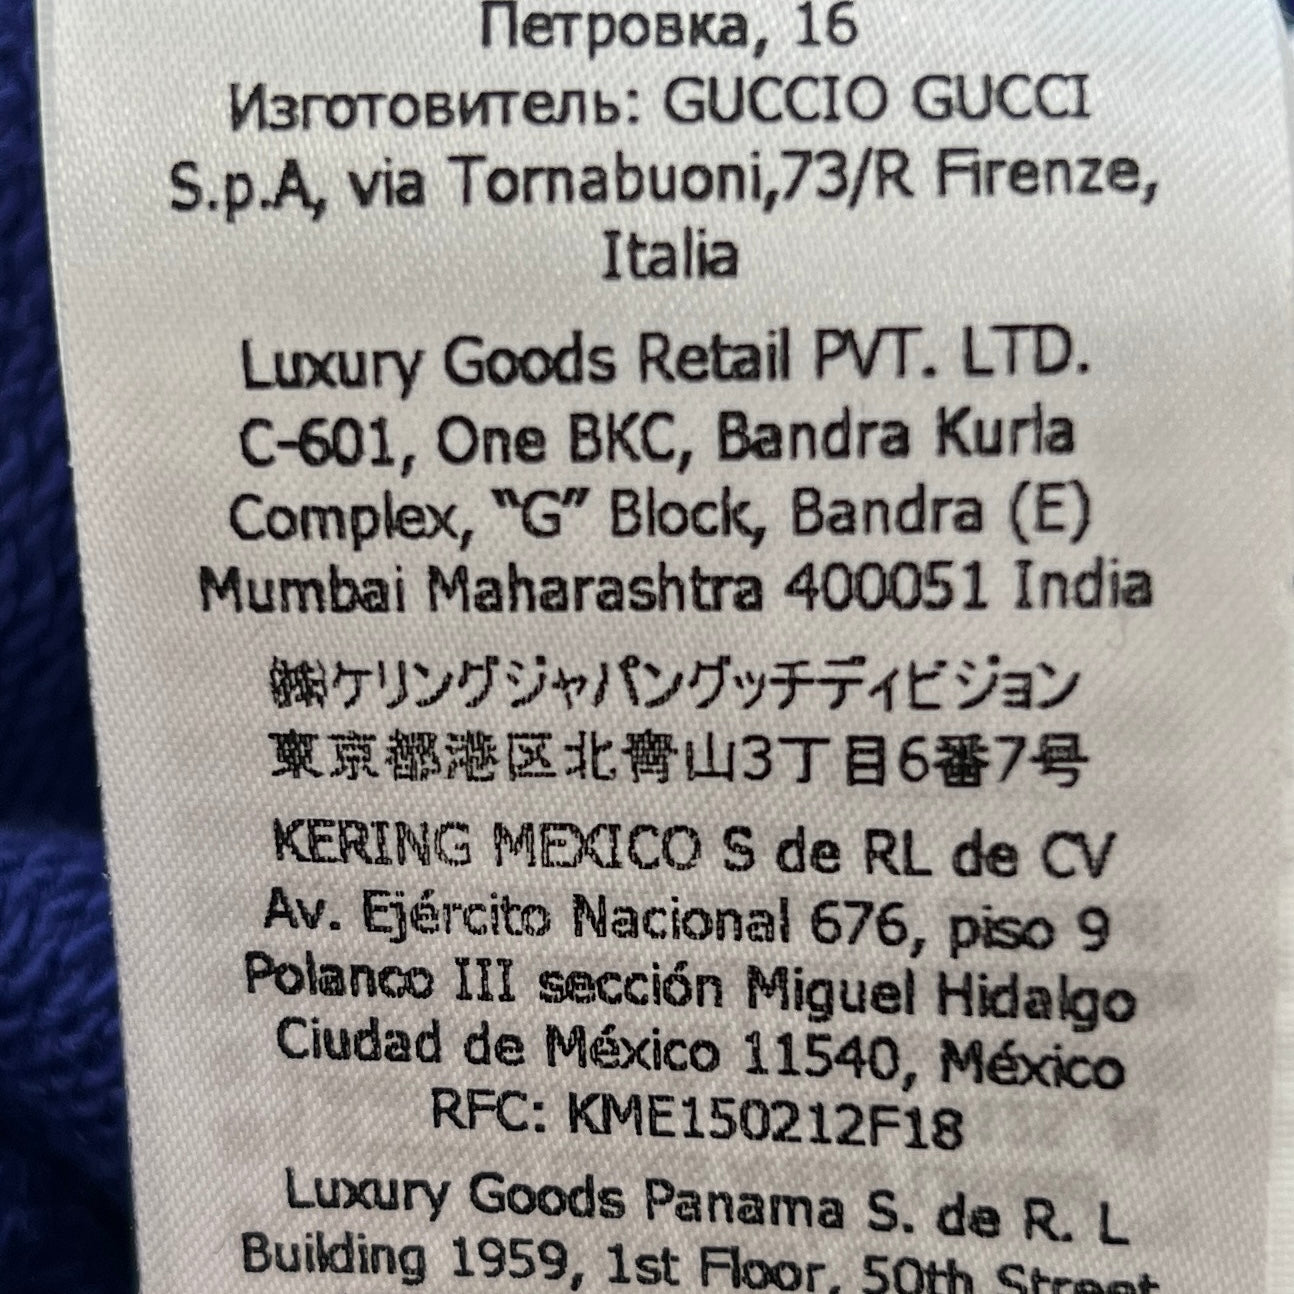 Петровка, 16
Изготовитель: GUCCIO GUCCI
S.p.A, via Tornabuoni,73/R Firenze,
Italia
Luxury Goods Retail PVT. LTD.
C-601, One BKC, Bandra Kurla
Complex, “G” Block, Bandra (E)
Mumbai Maharashtra 400051 India
㈱ケリングジャパングッチディビジョン
東京都港区北青山3丁目6番7号
KERING MEXICO S de RL de CV
Av. Ejército Nacional 676, piso 9
Polanco III sección Miguel Hidalgo
Ciudad de México 11540, México
RFC: KME150212F18
Luxury Goods Panama S. de R. L
Building 1959, 1st Floor, 50th Street